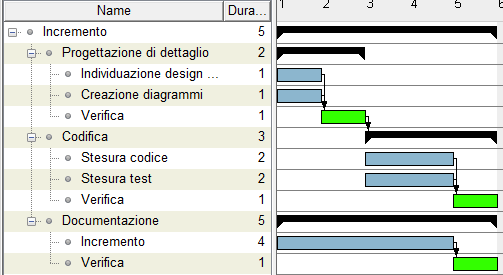 Name Dura... 1 2 3 4 5 6
Incremento 5
Progettazione di dettaglio 2
Individuazione design ... 1
Creazione diagrammi 1
Verifica 1
Codifica 3
Stesura codice 2
Stesura test 2
Verifica 1
Documentazione 5
Incremento 4
Verifica 1